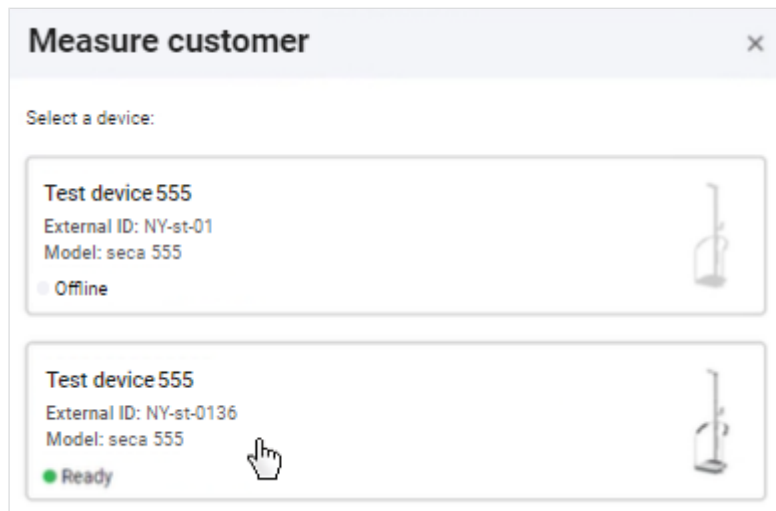 Measure customer
Select a device:
Test device 555
External ID: NY-st-01
Model: seca 555
Offline
Test device 555
External ID: NY-st-0136
Model: seca 555
Ready